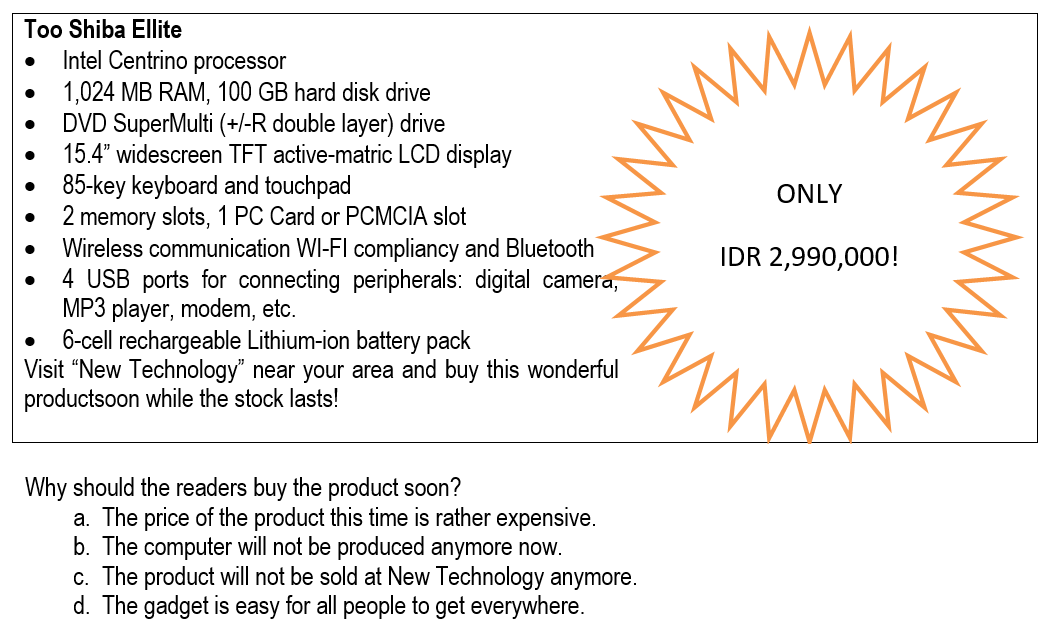 Too Shiba Ellite
• Intel Centrino processor
• 1,024 MB RAM, 100 GB hard disk drive
• DVD SuperMulti (+/-R double layer) drive
• 15.4” widescreen TFT active-matric LCD display
• 85-key keyboard and touchpad
• 2 memory slots, 1 PC Card or PCMCIA slot
• Wireless communication WI-FI compliancy and Bluetooth
• 4 USB ports for connecting peripherals: digital camera,
MP3 player, modem, etc.
• 6-cell rechargeable Lithium-ion battery pack
Visit “New Technology” near your area and buy this wonderful
productsoon while the stock lasts!
ONLY
IDR 2,990,000!
Why should the readers buy the product soon?
a. The price of the product this time is rather expensive.
b. The computer will not be produced anymore now.
c. The product will not be sold at New Technology anymore.
d. The gadget is easy for all people to get everywhere.